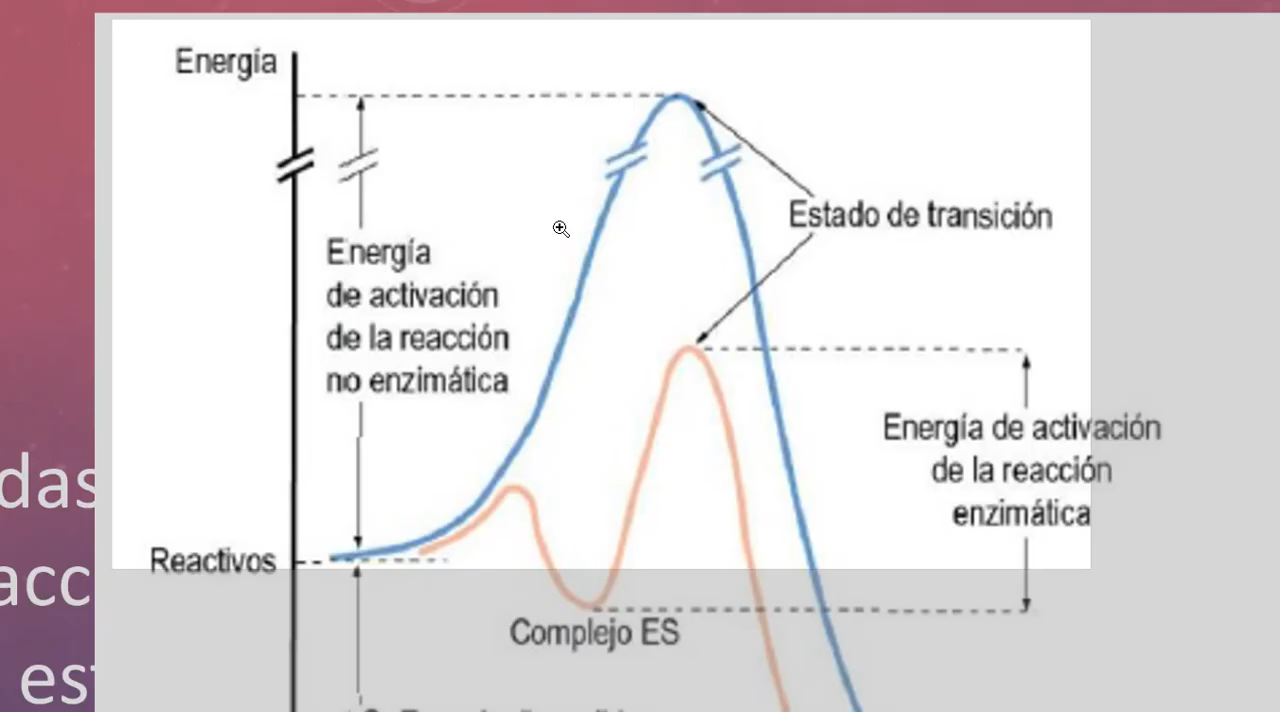 Energía
Estado de transición
Energía
de activación
de la reacción
no enzimática
Energía de activación
de la reacción
enzimática
Reactivos
Complejo ES
das
acc
est